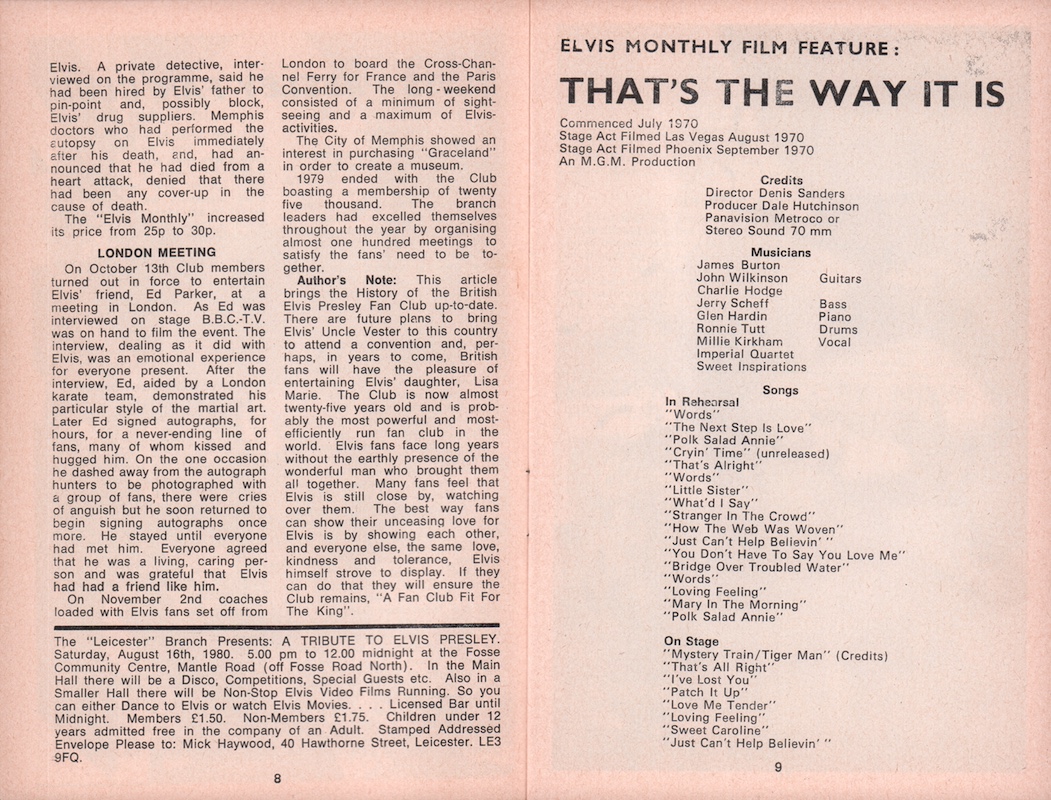 Elvis. A private detective, inter-
viewed on the programme, said he
had been hired by Elvis' father to
pin-point and, possibly block,
Elvis' drug suppliers. Memphis
doctors who had performed the
autopsy on Elvis immediately
after his death, and, had an-
nounced that he had died from a
heart attack, denied that there
had been any cover-up in the
cause of death.
The "Elvis Monthly" increased
its price from 25p to 30p.
LONDON MEETING
On October 13th Club members
turned out in force to entertain
Elvis' friend, Ed Parker, at a
meeting in London. As Ed was
interviewed on stage B.B.C.-T.V.
was on hand to film the event. The
interview, dealing as it did with
Elvis, was an emotional experience
for everyone present. After the
interview, Ed, aided by a London
karate team, demonstrated his
particular style of the martial art.
Later Ed signed autographs, for
hours, for a never-ending line of
fans, many of whom kissed and
hugged him. On the one occasion
he dashed away from the autograph
hunters to be photographed with
a group of fans, there were cries
of anguish but he soon returned to
begin signing autographs once
more. He stayed until everyone
had met him. Everyone agreed
that he was a living, caring per-
son and was grateful that Elvis
had had a friend like him.
On November 2nd coaches
loaded with Elvis fans set off from
London to board the Cross-Chan-
nel Ferry for France and the Paris
Convention. The long-weekend
consisted of a minimum of sight-
seeing and a maximum of Elvis-
activities.
The City of Memphis showed an
interest in purchasing "Graceland"
in order to create a museum.
1979 ended with the Club
boasting a membership of twenty
five thousand. The branch
leaders had excelled themselves
throughout the year by organising
almost one hundred meetings to
satisfy the fans' need to be to-
gether.
Author's Note: This article
brings the History of the British
Elvis Presley Fan Club up-to-date.
There are future plans to bring
Elvis' Uncle Vester to this country
to attend a convention and, per-
haps, in years to come, British
fans will have the pleasure of
entertaining Elvis' daughter, Lisa
Marie. The Club is now almost
twenty-five years old and is prob-
ably the most powerful and most-
efficiently run fan club in the
world. Elvis fans face long years
without the earthly presence of the
wonderful man who brought them
all together. Many fans feel that
Elvis is still close by, watching
over them. The best way fans
can show their unceasing love for
Elvis is by showing each other,
and everyone else, the same love,
kindness and tolerance, Elvis
himself strove to display. If they
can do that they will ensure the
Club remains, "A Fan Club Fit For
The King".
The "Leicester" Branch Presents: A TRIBUTE TO ELVIS PRESLEY.
Saturday, August 16th, 1980. 5.00 pm to 12.00 midnight at the Fosse
Community Centre, Mantle Road (off Fosse Road North). In the Main
Hall there will be a Disco, Competitions, Special Guests etc. Also in a
Smaller Hall there will be Non-Stop Elvis Video Films Running. So you
can either Dance to Elvis or watch Elvis Movies. . . . Licensed Bar until
Midnight. Members £1.50. Non-Members £1.75. Children under 12
years admitted free in the company of an Adult. Stamped Addressed
Envelope Please to: Mick Haywood, 40 Hawthorne Street, Leicester. LE3
9FQ.
8
ELVIS MONTHLY FILM FEATURE:
THAT'S THE WAY IT IS
Commenced July 1970
Stage Act Filmed Las Vegas August 1970
Stage Act Filmed Phoenix September 1970
An M.G.M. Production
Credits
Director Denis Sanders
Producer Dale Hutchinson
Panavision Metroco or
Stereo Sound 70 mm
Musicians
James Burton
John Wilkinson Guitars
Charlie Hodge
Jerry Scheff Bass
Glen Hardin Piano
Ronnie Tutt Drums
Millie Kirkham Vocal
Imperial Quartet
Sweet Inspirations
Songs
In Rehearsal
"Words"
"The Next Step Is Love"
"Polk Salad Annie"
"Cryin' Time" (unreleased)
"That's Alright"
"Words"
"Little Sister"
"What'd I Say"
"Stranger In The Crowd"
"How The Web Was Woven"
"Just Can't Help Believin' "
"You Don't Have To Say You Love Me"
"Bridge Over Troubled Water"
"Words"
"Loving Feeling"
"Mary In The Morning"
"Polk Salad Annie"
On Stage
"Mystery Train/Tiger Man" (Credits)
"That's All Right"
"I've Lost You"
"Patch It Up"
"Love Me Tender"
"Loving Feeling"
"Sweet Caroline"
"Just Can't Help Believin' "
9